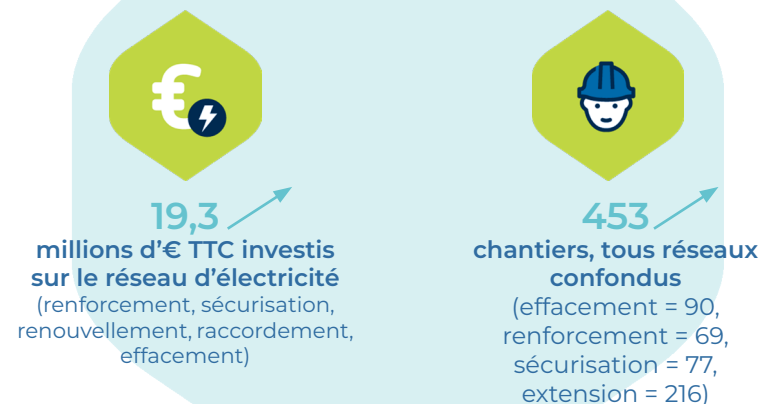 19,3
millions d'€ TTC investis
sur le réseau d'électricité
(renforcement, sécurisation,
renouvellement, raccordement,
effacement)
453
chantiers, tous réseaux
confondus
(effacement = 90,
renforcement = 69,
sécurisation = 77,
extension = 216)